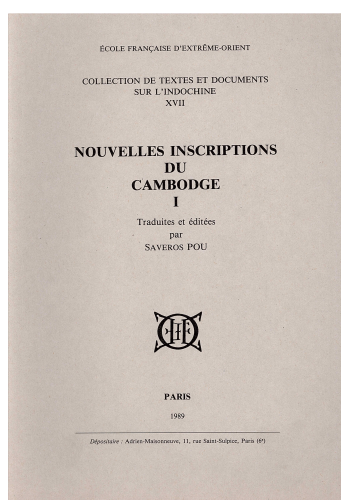 ÉCOLE FRANÇAISE D'EXTRÊME-ORIENT
COLLECTION DE TEXTES ET DOCUMENTS
SUR L'INDOCHINE
XVII
NOUVELLES INSCRIPTIONS
DU
CAMBODGE
I
Traduites et éditées
par
SAVEROS POU
PARIS
1989
Dépositaire : Adrien-Maisonneuve, 11, rue Saint-Sulpice, Paris (6e)